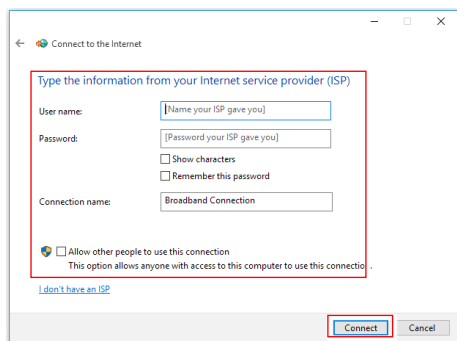 Connect to the Internet
Type the information from your Internet service provider (ISP)
User name:
[Name your ISP gave you]
Password:
[Password your ISP gave you]
Show characters
Remember this password
Connection name:
Broadband Connection
Allow other people to use this connection
This option allows anyone with access to this computer to use this connection.
I don't have an ISP
Connect
Cancel